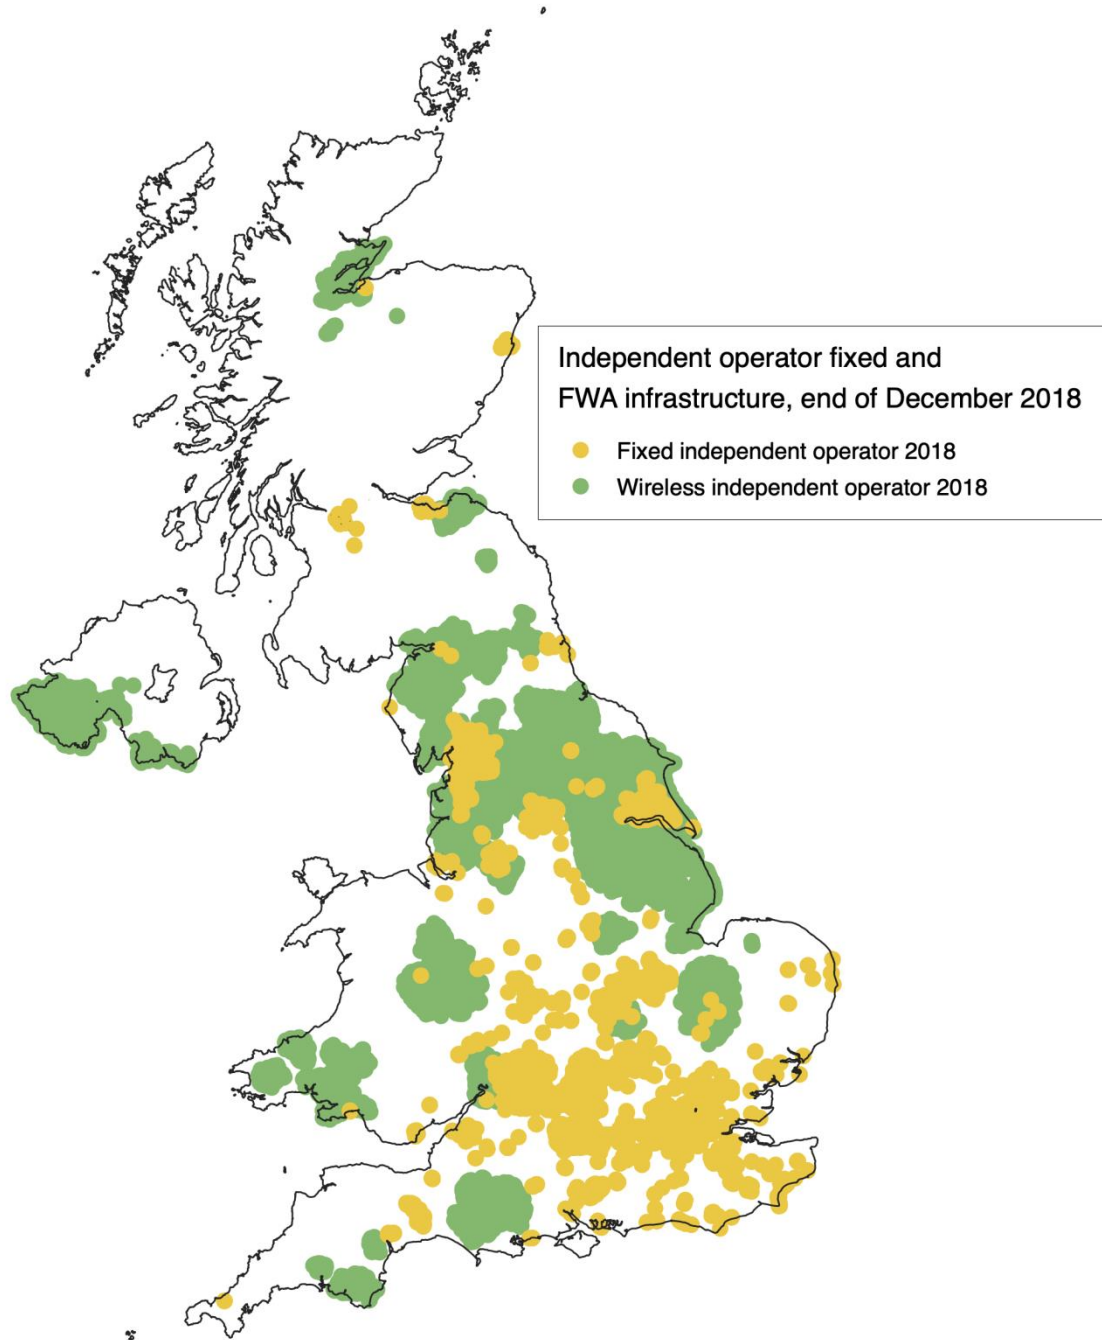 Independent operator fixed and
FWA infrastructure, end of December 2018
Fixed independent operator 2018
Wireless independent operator 2018